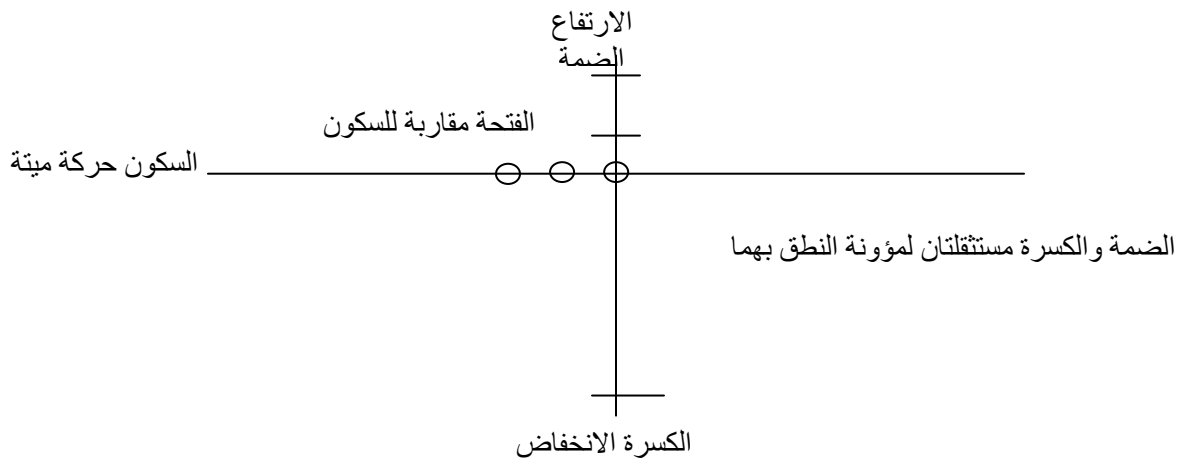 الارتفاع
الضمة
الفتحة مقاربة للسكون
السكون حركة ميتة
الضمة والكسرة مستثقلتان لمؤونة النطق بهما
الكسرة الانخفاض